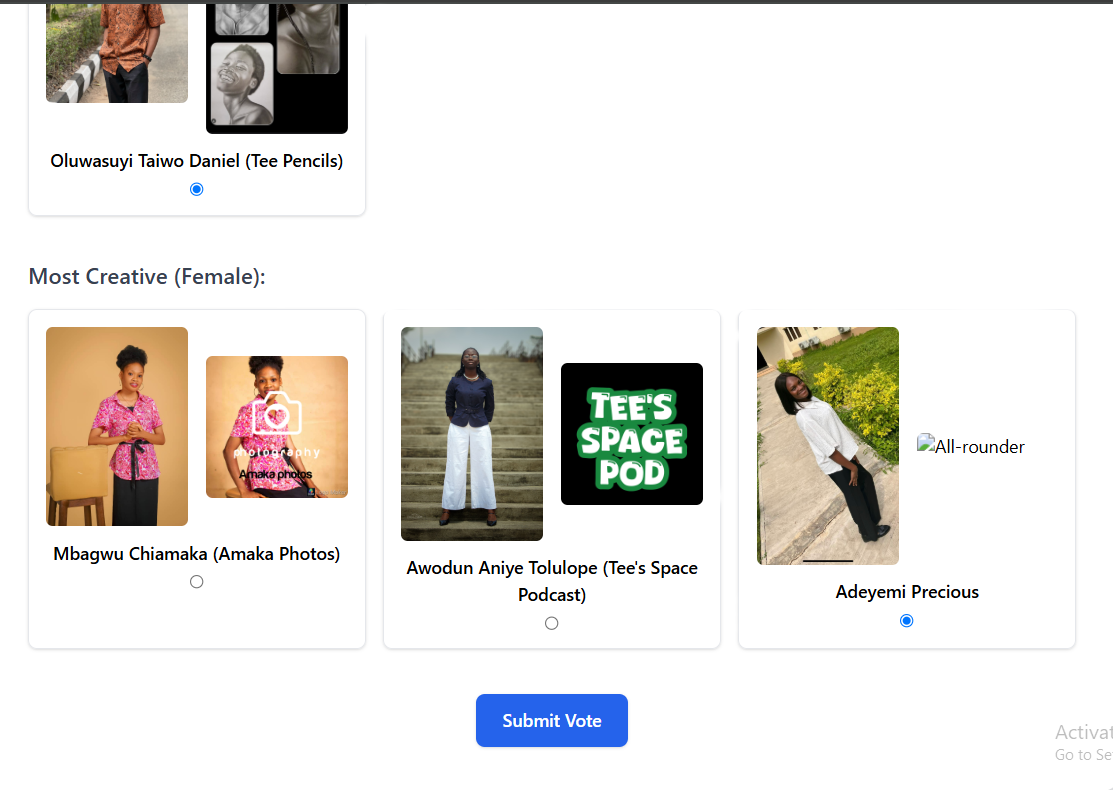 Oluwasuyi Taiwo Daniel (Tee Pencils)
Most Creative (Female):
photography
Amaka photos
TEE'S
SPACE
POD
All-rounder
Mbagwu Chiamaka (Amaka Photos)
Awodun Aniye Tolulope (Tee's Space
Podcast)
Adeyemi Precious
Submit Vote
Activat
Go to Se